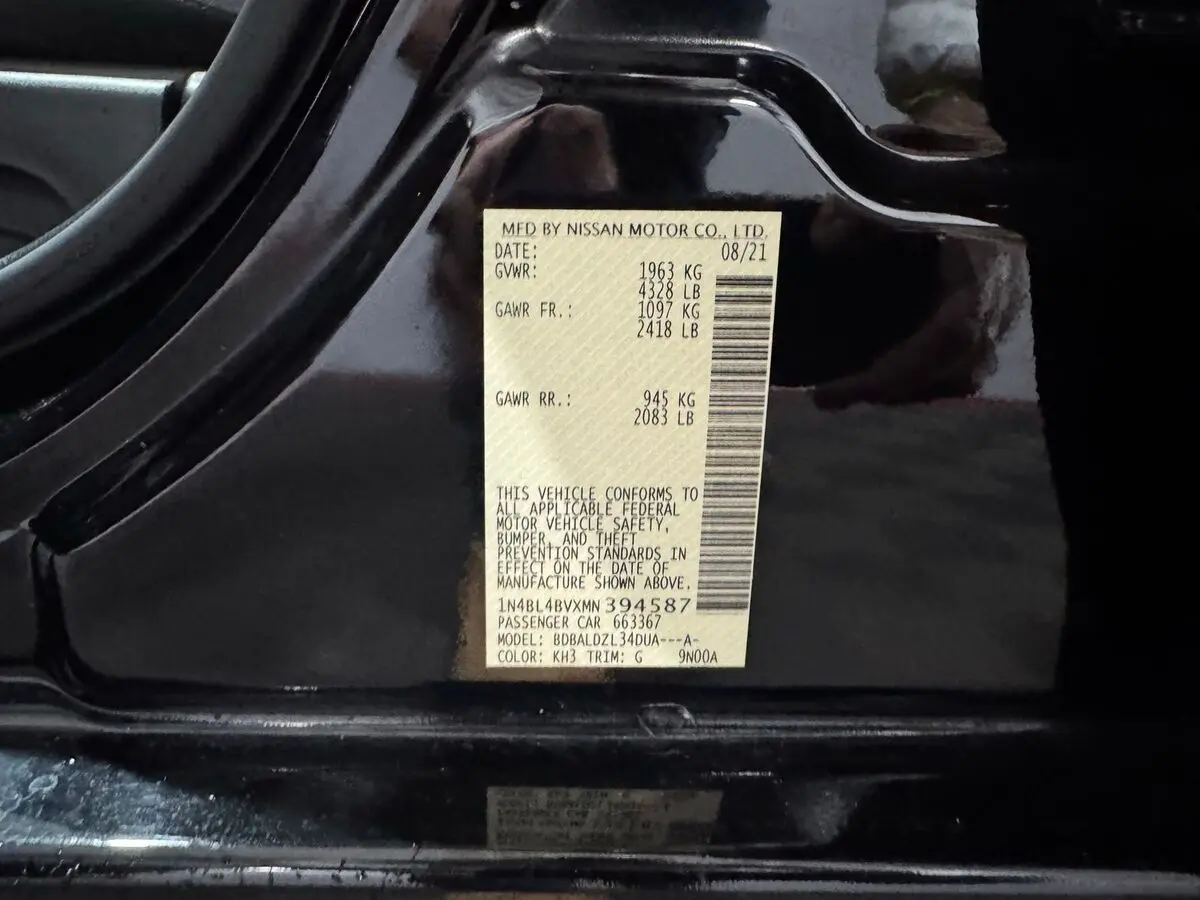 MFD BY NISSAN MOTOR CO., LTD.
DATE: 08/21
GVWR: 1963 KG
4328 LB
GAWR FR.: 1097 KG
2418 LB
GAWR RR.: 945 KG
2083 LB
THIS VEHICLE CONFORMS TO
ALL APPLICABLE FEDERAL
MOTOR VEHICLE SAFETY,
BUMPER, AND THEFT
PREVENTION STANDARDS IN
EFFECT ON THE DATE OF
MANUFACTURE SHOWN ABOVE.
1N4BL4BVXMN394587
PASSENGER CAR 663367
MODEL: BDBALDZL34DUA---A-
COLOR: KH3 TRIM: G 9N00A